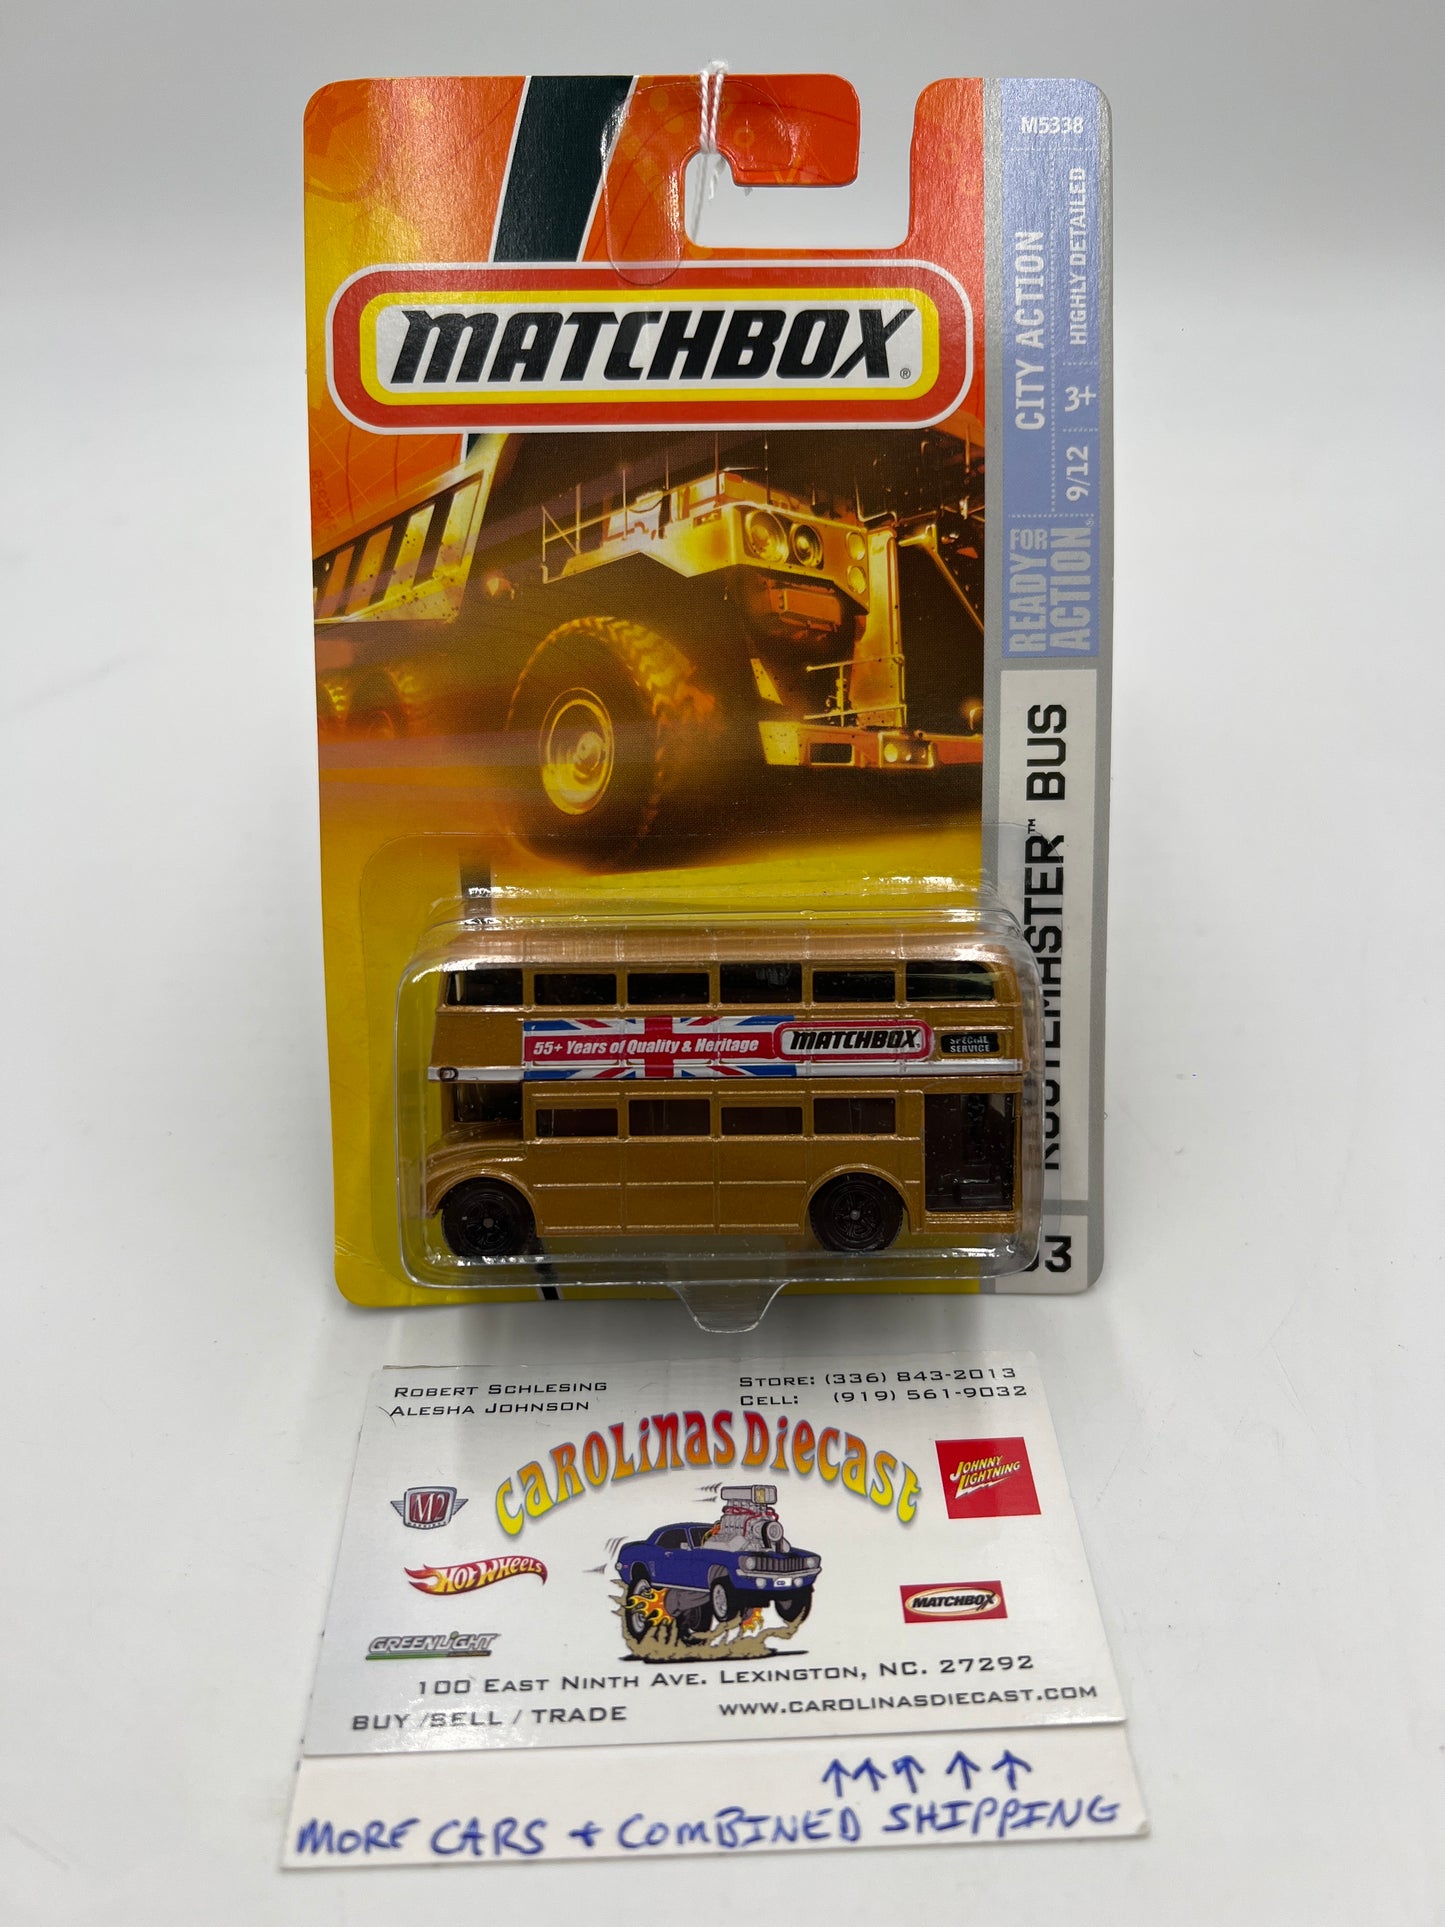 M5338
MATCHBOX®
CITY ACTION
HIGHLY DETAILED
9/12 3+
READY FOR ACTION®
BUS
55+ Years of Quality & Heritage
MATCHBOX
SPECIAL
SERVICE
3
ROBERT SCHLESING
ALESHA JOHNSON
STORE: (336) 843-2013
CELL: (919) 561-9032
CAROLINAS DIECAST
M2
JOHNNY
LIGHTNING
HOT WHEELS
MATCHBOX
GREENLIGHT
100 EAST NINTH AVE. LEXINGTON, NC. 27292
BUY / SELL / TRADE
WWW.CAROLINASDIECAST.COM
↑↑↑ ↑ ↑
MORE CARS + COMBINED SHIPPING